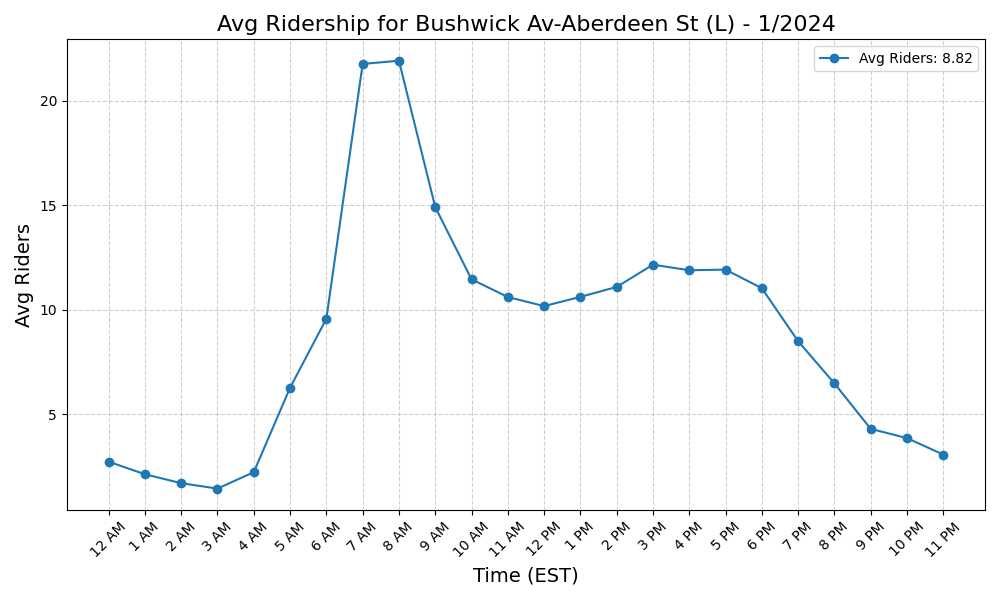 Avg Ridership for Bushwick Av-Aberdeen St (L) - 1/2024
Avg Riders: 8.82
Avg Riders
20
15
10
5
12 AM
1 AM
2 AM
3 AM
4 AM
5 AM
6 AM
7 AM
8 AM
9 AM
10 AM
11 AM
12 PM
1 PM
2 PM
3 PM
4 PM
5 PM
6 PM
7 PM
8 PM
9 PM
10 PM
11 PM
Time (EST)